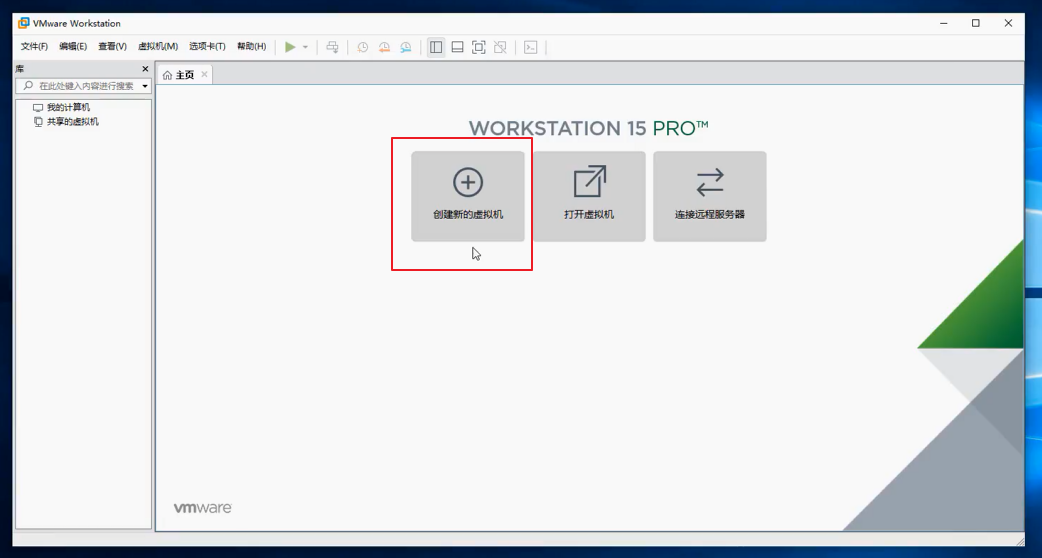 VMware Workstation
文件(F) 编辑(E) 查看(V) 虚拟机(M) 选项卡(T) 帮助(H)
库
主页
在此处键入内容进行搜索
我的计算机
共享的虚拟机
WORKSTATION 15 PRO™
创建新的虚拟机 打开虚拟机 连接远程服务器
vmware